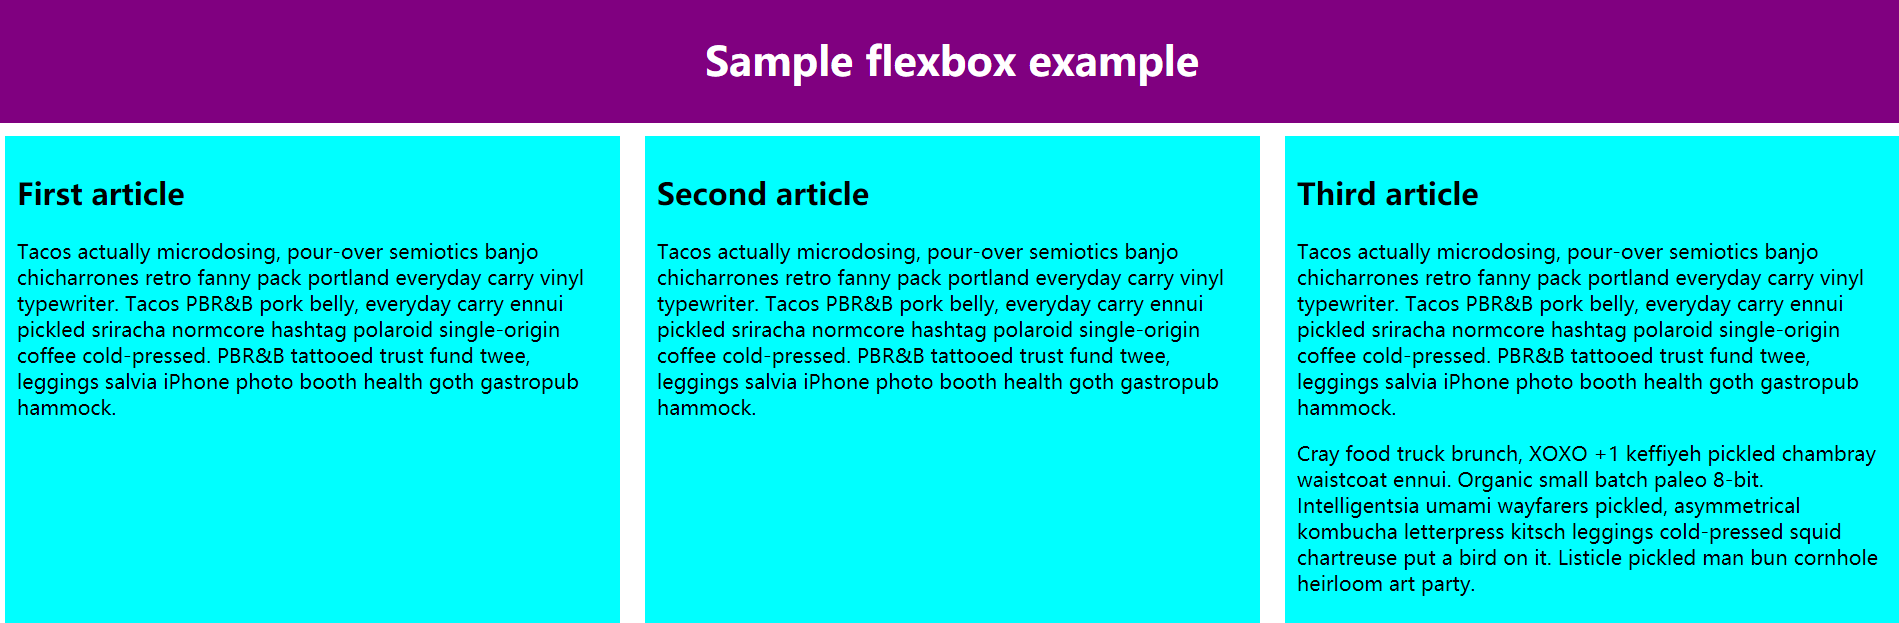 Sample flexbox example
First article
Tacos actually microdosing, pour-over semiotics banjo
chicharrones retro fanny pack portland everyday carry vinyl
typewriter. Tacos PBR&B pork belly, everyday carry ennui
pickled sriracha normcore hashtag polaroid single-origin
coffee cold-pressed. PBR&B tattooed trust fund twee,
leggings salvia iPhone photo booth health goth gastropub
hammock.
Second article
Tacos actually microdosing, pour-over semiotics banjo
chicharrones retro fanny pack portland everyday carry vinyl
typewriter. Tacos PBR&B pork belly, everyday carry ennui
pickled sriracha normcore hashtag polaroid single-origin
coffee cold-pressed. PBR&B tattooed trust fund twee,
leggings salvia iPhone photo booth health goth gastropub
hammock.
Third article
Tacos actually microdosing, pour-over semiotics banjo
chicharrones retro fanny pack portland everyday carry vinyl
typewriter. Tacos PBR&B pork belly, everyday carry ennui
pickled sriracha normcore hashtag polaroid single-origin
coffee cold-pressed. PBR&B tattooed trust fund twee,
leggings salvia iPhone photo booth health goth gastropub
hammock.
Cray food truck brunch, XOXO +1 keffiyeh pickled chambray
waistcoat ennui. Organic small batch paleo 8-bit.
Intelligentsia umami wayfarers pickled, asymmetrical
kombucha letterpress kitsch leggings cold-pressed squid
chartreuse put a bird on it. Listicle pickled man bun cornhole
heirloom art party.